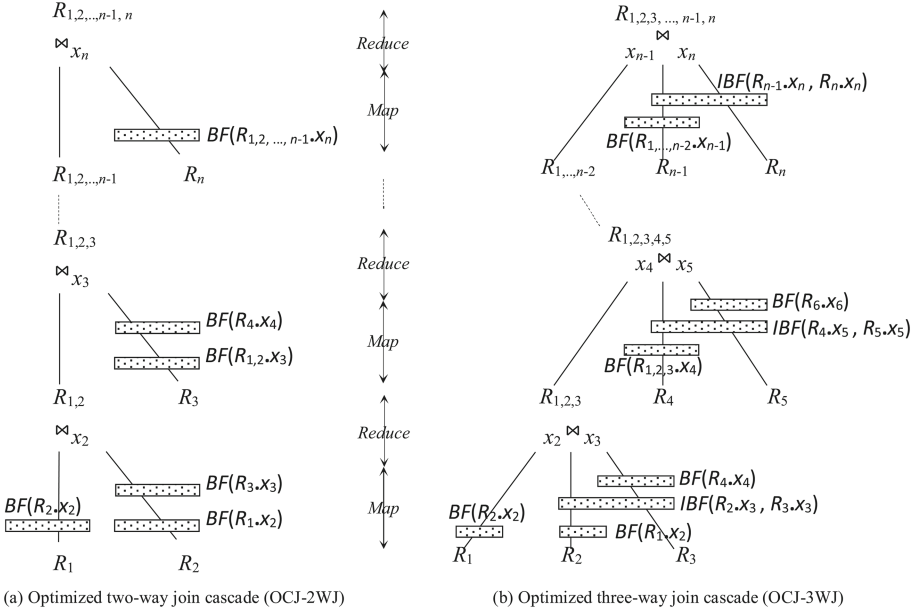 R1,2,..,n-1, n
⋈ xn
BF(R1,2, ..., n-1.xn)
R1,2,..,n-1
Rn
R1,2,3
⋈ x3
BF(R4.x4)
BF(R1,2.x3)
R1,2
R3
⋈ x2
BF(R3.x3)
BF(R2.x2)
BF(R1.x2)
R1
R2
(a) Optimized two-way join cascade (OCJ-2WJ)
Reduce
Map
Reduce
Map
Reduce
Map
R1,2,3, ..., n-1, n
⋈
xn-1
xn
IBF(Rn-1.xn , Rn.xn)
BF(R1,...,n-2.xn-1)
R1,..,n-2
Rn-1
Rn
R1,2,3,4,5
x4 ⋈ x5
BF(R6.x6)
IBF(R4.x5 , R5.x5)
BF(R1,2,3.x4)
R1,2,3
R4
R5
x2 ⋈ x3
BF(R4.x4)
IBF(R2.x3 , R3.x3)
BF(R2.x2)
BF(R1.x2)
R1
R2
R3
(b) Optimized three-way join cascade (OCJ-3WJ)